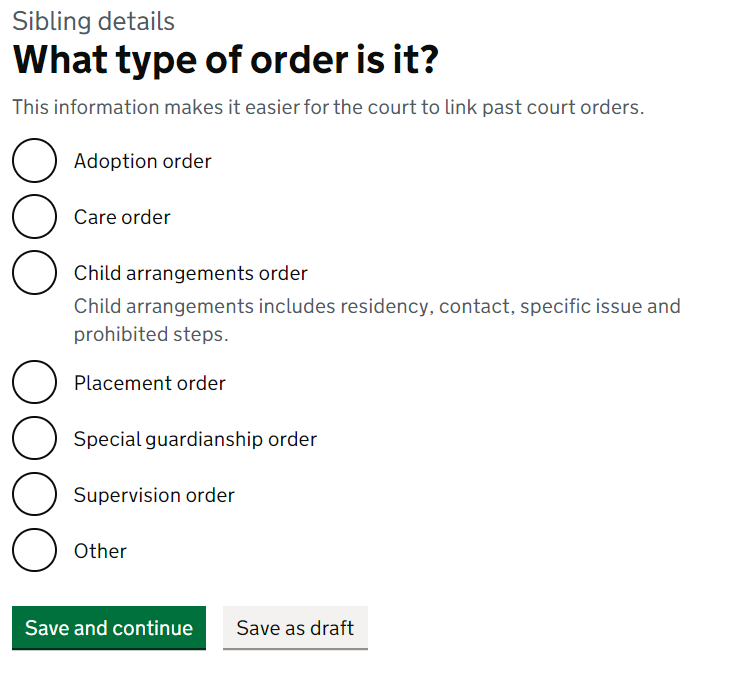 Sibling details
What type of order is it?
This information makes it easier for the court to link past court orders.
Adoption order
Care order
Child arrangements order
Child arrangements includes residency, contact, specific issue and
prohibited steps.
Placement order
Special guardianship order
Supervision order
Other
Save and continue
Save as draft